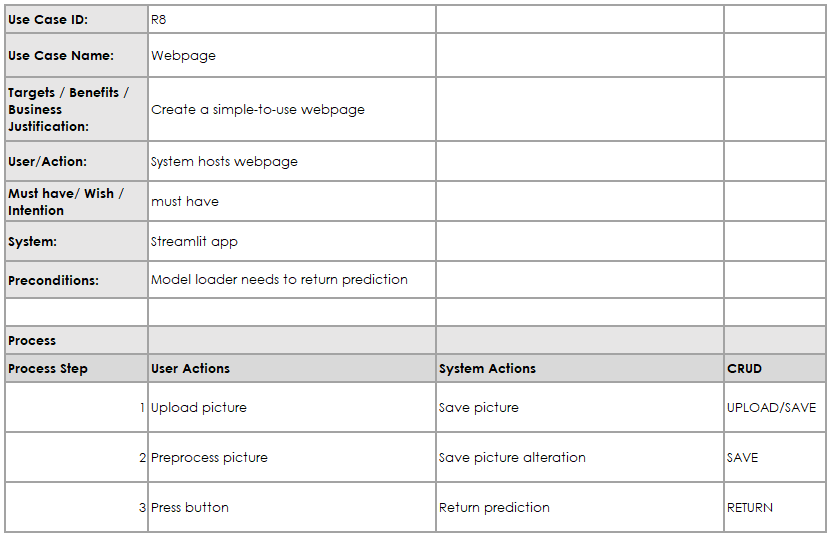 Use Case ID: R8
Use Case Name: Webpage
Targets / Benefits /
Business
Justification:
Create a simple-to-use webpage
User/Action: System hosts webpage
Must have/ Wish /
Intention
must have
System: Streamlit app
Preconditions: Model loader needs to return prediction
Process
Process Step User Actions System Actions CRUD
1 Upload picture Save picture UPLOAD/SAVE
2 Preprocess picture Save picture alteration SAVE
3 Press button Return prediction RETURN